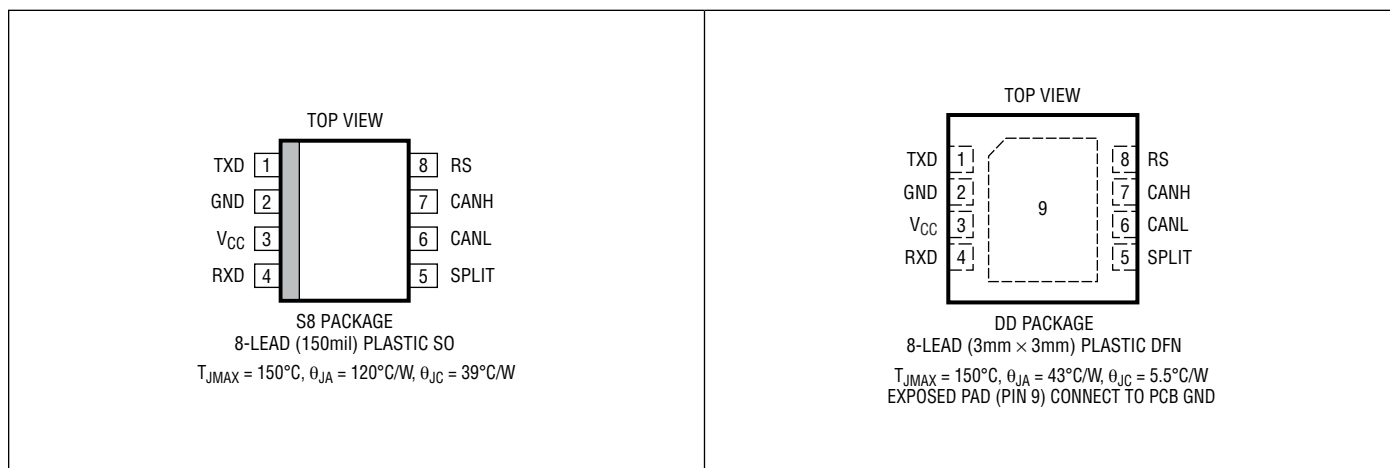 TOP VIEW
TXD 1 8 RS
GND 2 7 CANH
VCC 3 6 CANL
RXD 4 5 SPLIT
S8 PACKAGE
8-LEAD (150mil) PLASTIC SO
TJMAX = 150°C, θJA = 120°C/W, θJC = 39°C/W
TOP VIEW
TXD 1 8 RS
GND 2 7 CANH
9
VCC 3 6 CANL
RXD 4 5 SPLIT
DD PACKAGE
8-LEAD (3mm × 3mm) PLASTIC DFN
TJMAX = 150°C, θJA = 43°C/W, θJC = 5.5°C/W
EXPOSED PAD (PIN 9) CONNECT TO PCB GND